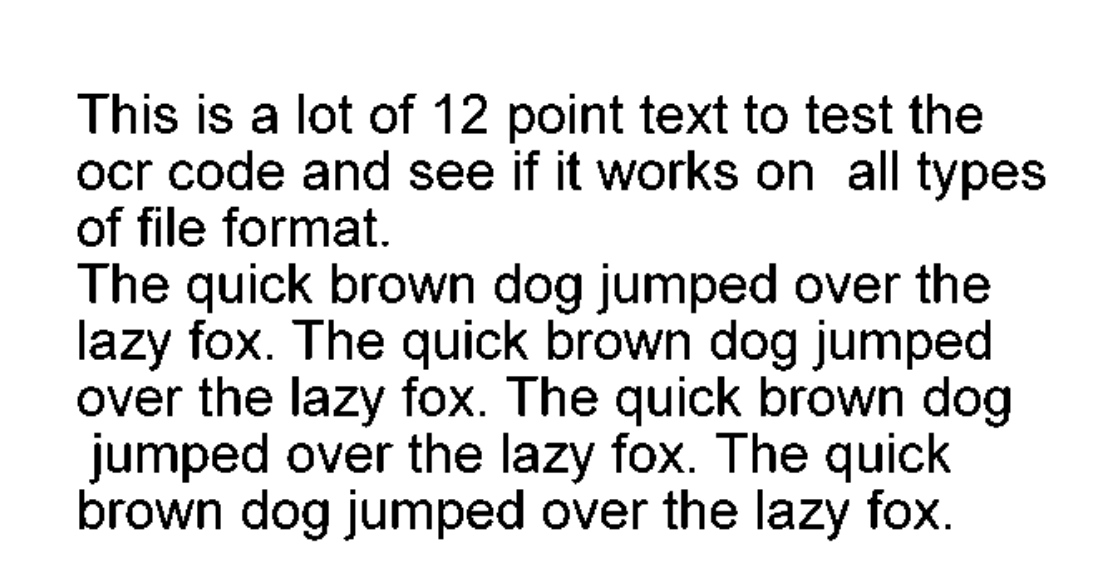 This is a lot of 12 point text to test the
ocr code and see if it works on  all types
of file format.
The quick brown dog jumped over the
lazy fox. The quick brown dog jumped
over the lazy fox. The quick brown dog
 jumped over the lazy fox. The quick
brown dog jumped over the lazy fox.